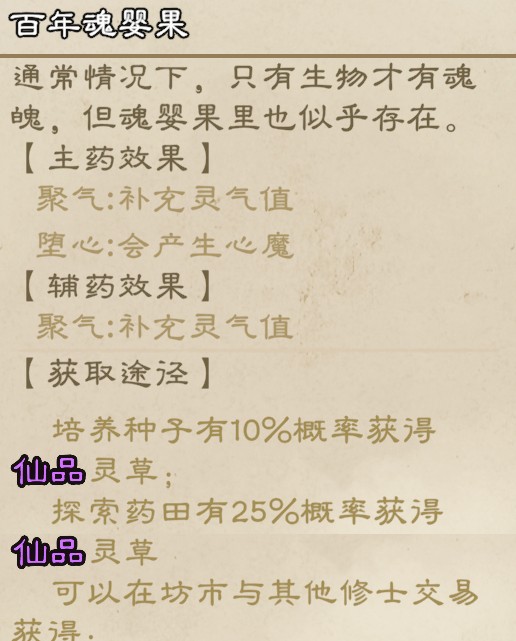 百年魂婴果
通常情况下，只有生物才有魂
魄，但魂婴果里也似乎存在。
【主药效果】
聚气:补充灵气值
堕心:会产生心魔
【辅药效果】
聚气:补充灵气值
【获取途径】
培养种子有10%概率获得
仙品灵草;
探索药田有25%概率获得
仙品灵草
可以在坊市与其他修士交易
获得;